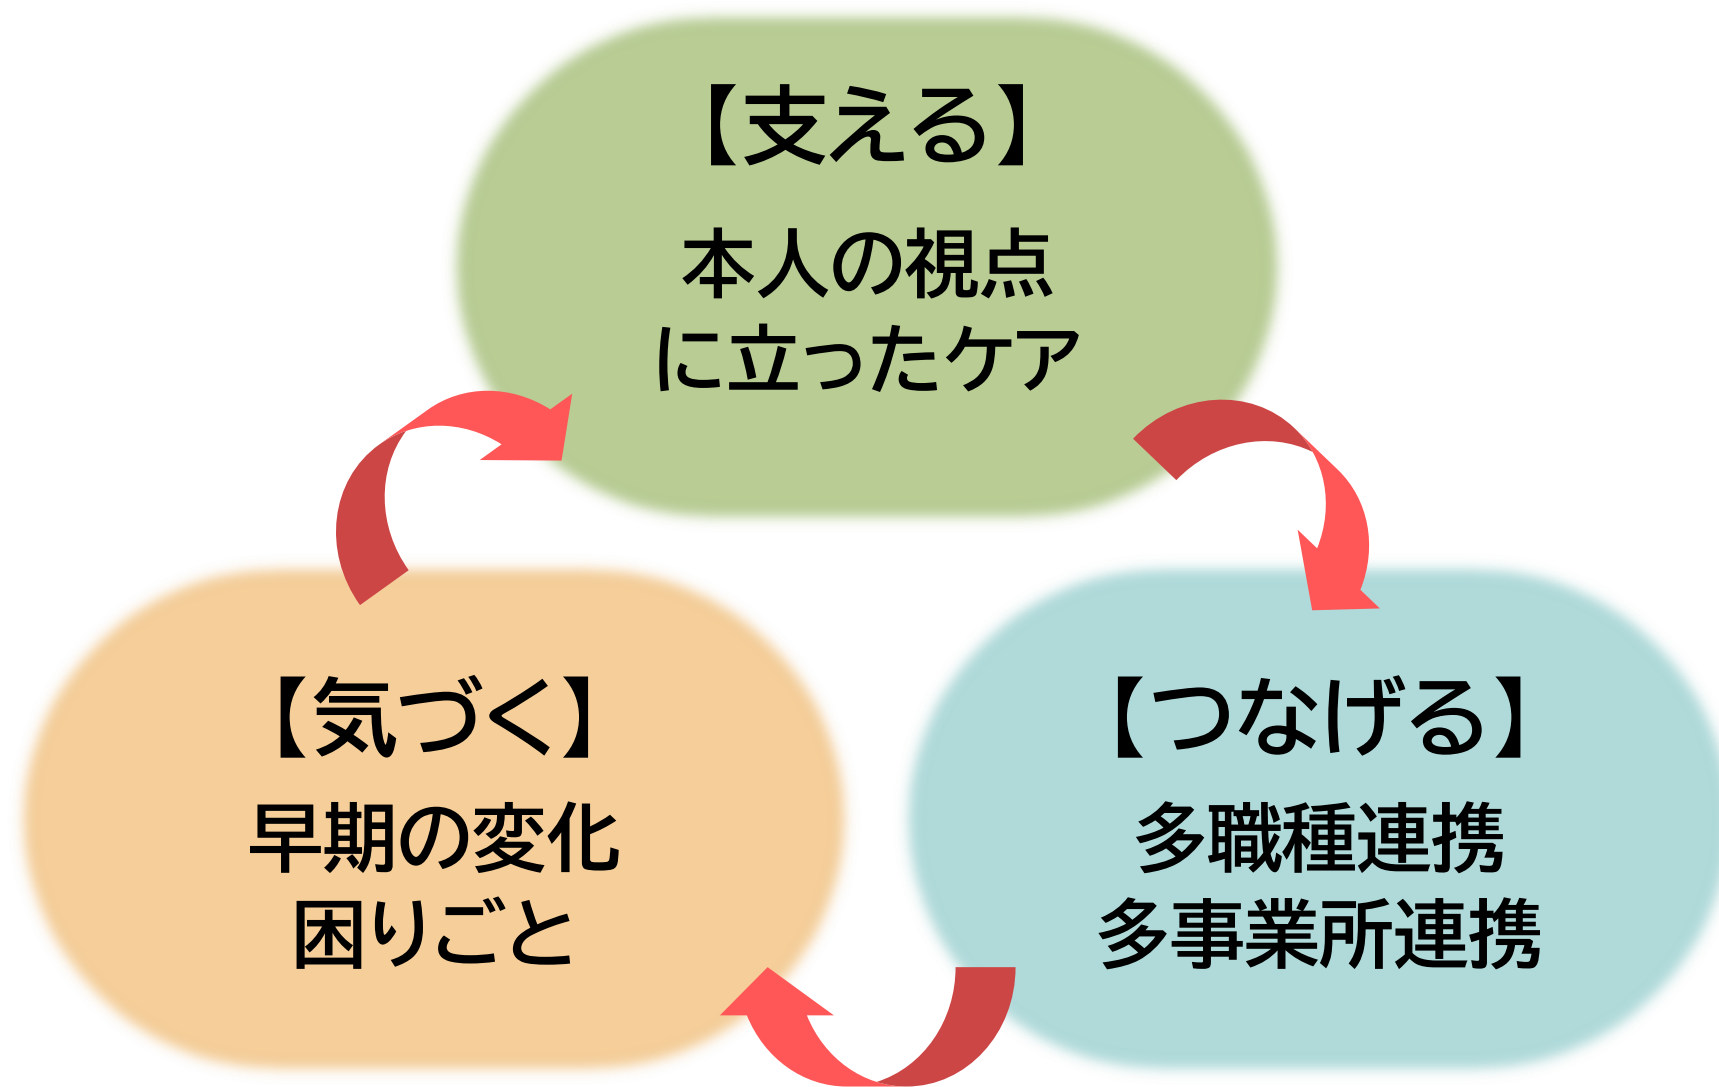 【支える】
本人の視点
に立ったケア
【気づく】
早期の変化
困りごと
【つなげる】
多職種連携
多事業所連携